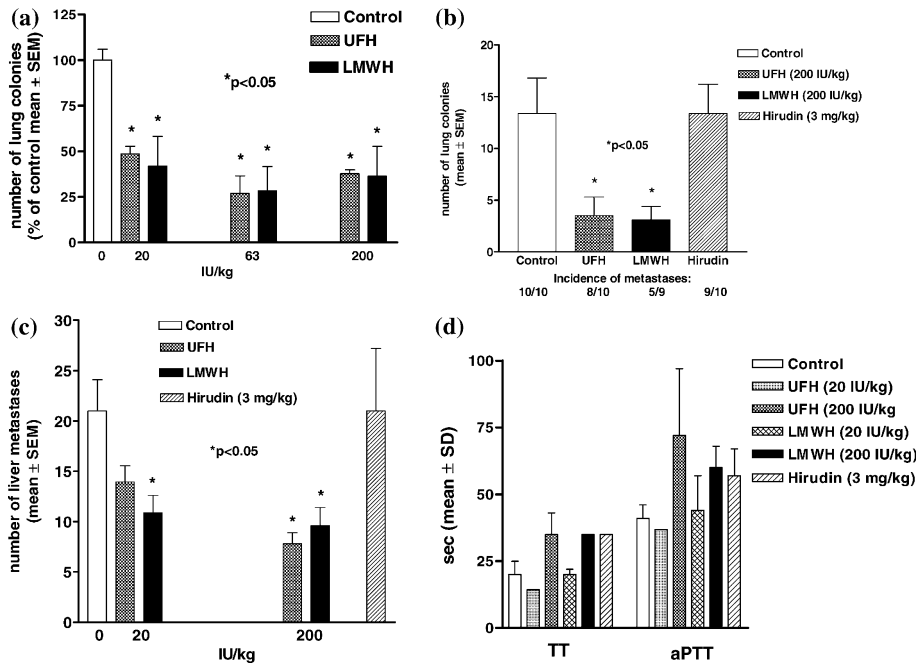 (a)
number of lung colonies
(% of control mean ± SEM)
125
100
75
50
25
0
Control
UFH
LMWH
*p<0.05
* *
* *
* *
0 20 63 200
IU/kg
(b)
number of lung colonies
(mean ± SEM)
20
15
10
5
0
Control
UFH (200 IU/kg)
LMWH (200 IU/kg)
Hirudin (3 mg/kg)
*p<0.05
* *
Control UFH LMWH Hirudin
Incidence of metastases:
10/10 8/10 5/9 9/10
(c)
number of liver metastases
(mean ± SEM)
30
25
20
15
10
5
0
Control
UFH
LMWH
Hirudin (3 mg/kg)
*p<0.05
*
* *
0 20 200
IU/kg
(d)
sec (mean ± SD)
100
75
50
25
0
Control
UFH (20 IU/kg)
UFH (200 IU/kg
LMWH (20 IU/kg)
LMWH (200 IU/kg)
Hirudin (3 mg/kg)
TT aPTT